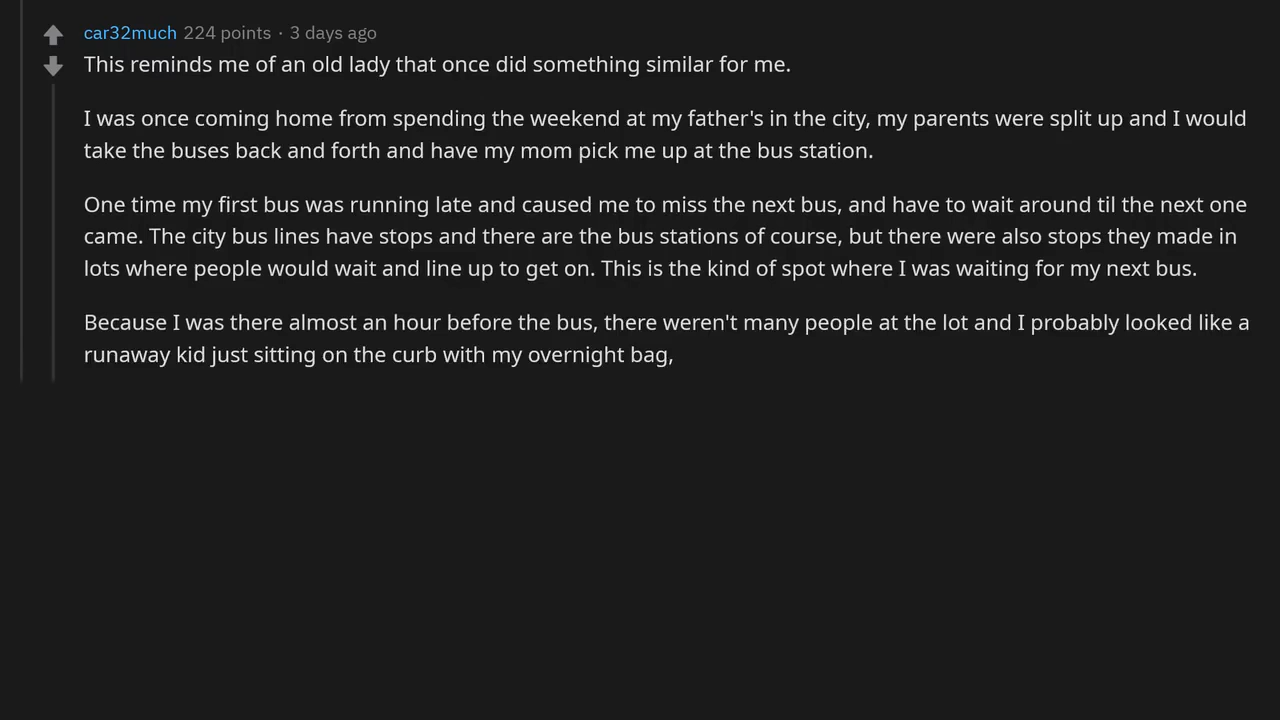 car32much 224 points · 3 days ago
This reminds me of an old lady that once did something similar for me.
I was once coming home from spending the weekend at my father's in the city, my parents were split up and I would
take the buses back and forth and have my mom pick me up at the bus station.
One time my first bus was running late and caused me to miss the next bus, and have to wait around til the next one
came. The city bus lines have stops and there are the bus stations of course, but there were also stops they made in
lots where people would wait and line up to get on. This is the kind of spot where I was waiting for my next bus.
Because I was there almost an hour before the bus, there weren't many people at the lot and I probably looked like a
runaway kid just sitting on the curb with my overnight bag,